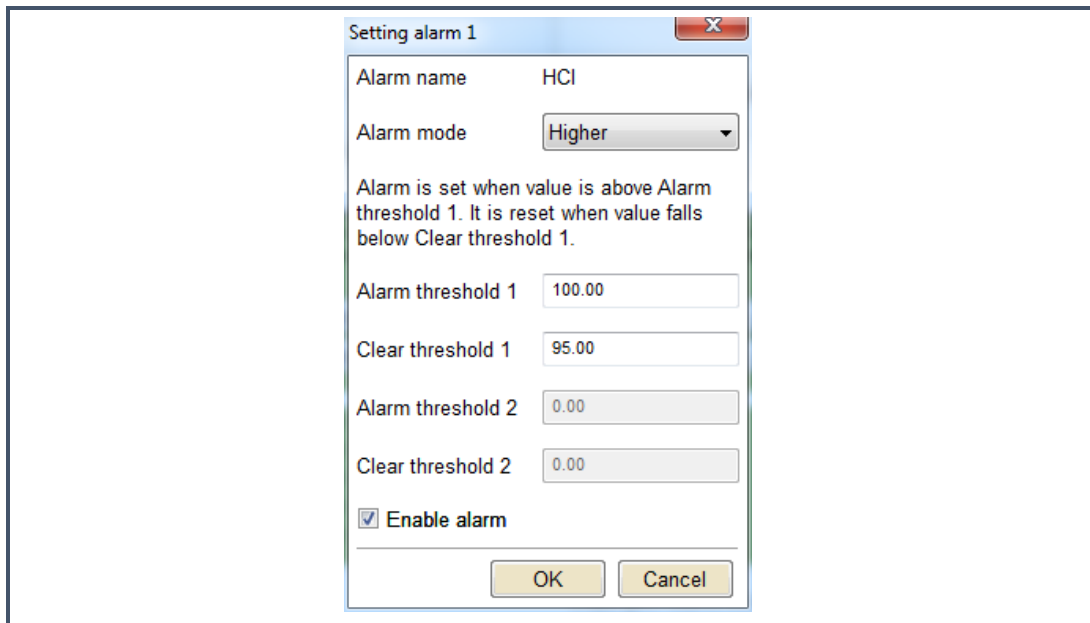 Setting alarm 1
Alarm name HCl
Alarm mode Higher
Alarm is set when value is above Alarm
threshold 1. It is reset when value falls
below Clear threshold 1.
Alarm threshold 1 100.00
Clear threshold 1 95.00
Alarm threshold 2 0.00
Clear threshold 2 0.00
Enable alarm
OK Cancel